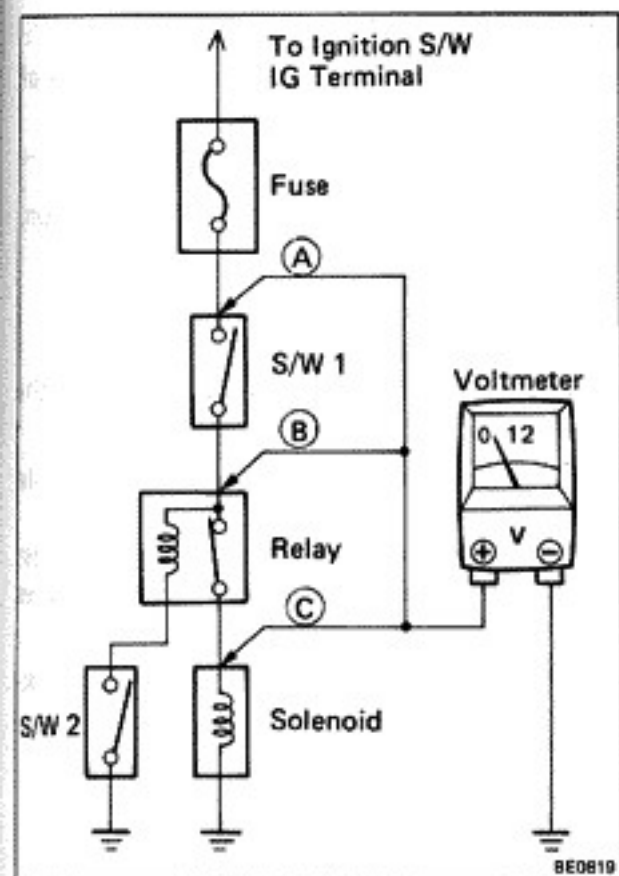 To Ignition S/W
IG Terminal
Fuse
A
S/W 1
Voltmeter
0 12
B
V
Relay
+ −
C
S/W 2
Solenoid
BE0819